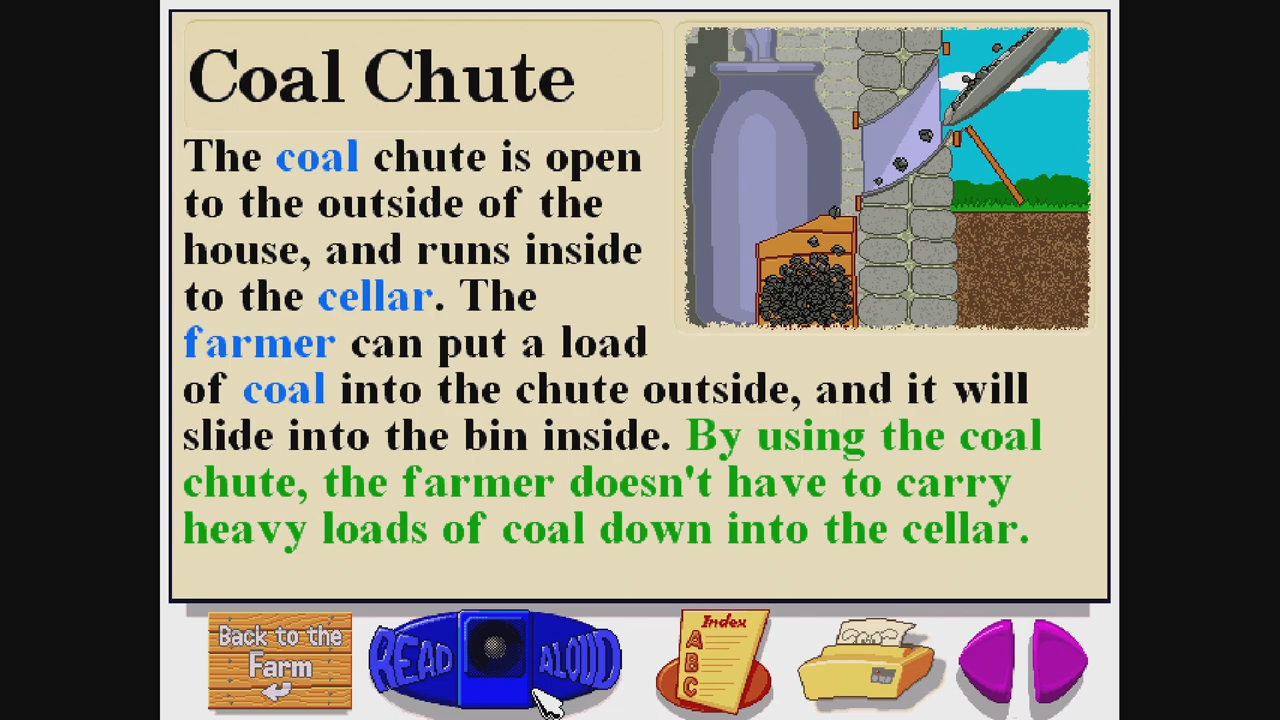 Coal Chute
The coal chute is open
to the outside of the
house, and runs inside
to the cellar. The
farmer can put a load
of coal into the chute outside, and it will
slide into the bin inside. By using the coal
chute, the farmer doesn't have to carry
heavy loads of coal down into the cellar.
Back to the
Farm
READ ALOUD
Index
A
B
C